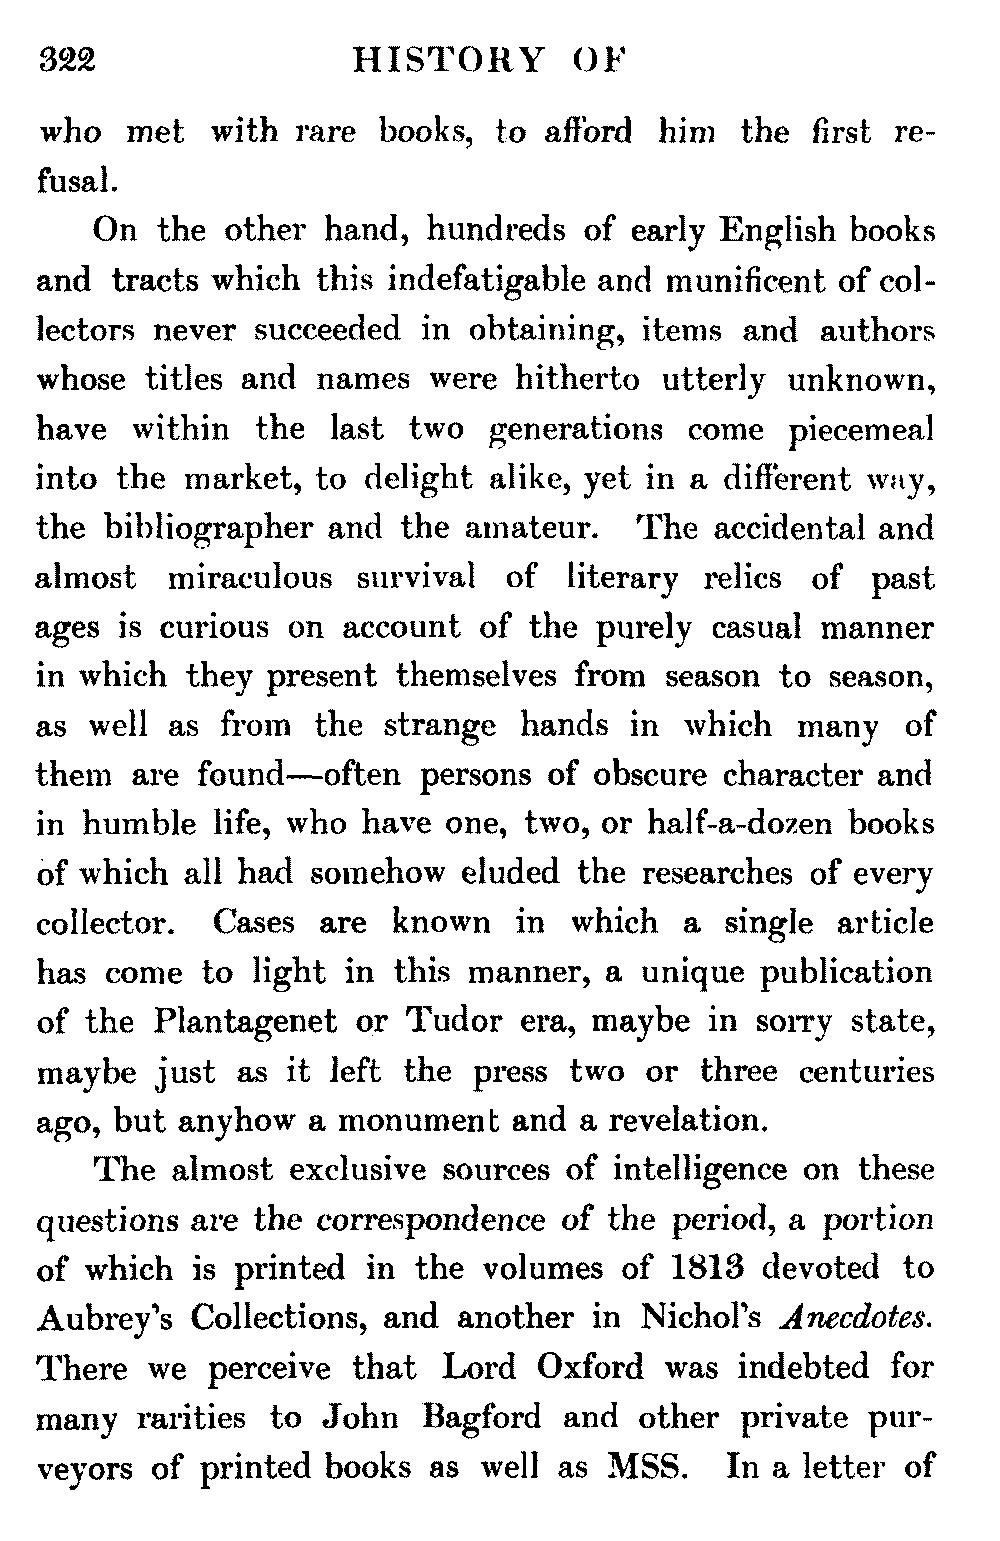 322 HISTORY OF
who met with rare books, to afford him the first re-
fusal.
On the other hand, hundreds of early English books
and tracts which this indefatigable and munificent of col-
lectors never succeeded in obtaining, items and authors
whose titles and names were hitherto utterly unknown,
have within the last two generations come piecemeal
into the market, to delight alike, yet in a different way,
the bibliographer and the amateur. The accidental and
almost miraculous survival of literary relics of past
ages is curious on account of the purely casual manner
in which they present themselves from season to season,
as well as from the strange hands in which many of
them are found—often persons of obscure character and
in humble life, who have one, two, or half-a-dozen books
of which all had somehow eluded the researches of every
collector. Cases are known in which a single article
has come to light in this manner, a unique publication
of the Plantagenet or Tudor era, maybe in sorry state,
maybe just as it left the press two or three centuries
ago, but anyhow a monument and a revelation.
The almost exclusive sources of intelligence on these
questions are the correspondence of the period, a portion
of which is printed in the volumes of 1813 devoted to
Aubrey's Collections, and another in Nichol's Anecdotes.
There we perceive that Lord Oxford was indebted for
many rarities to John Bagford and other private pur-
veyors of printed books as well as MSS. In a letter of